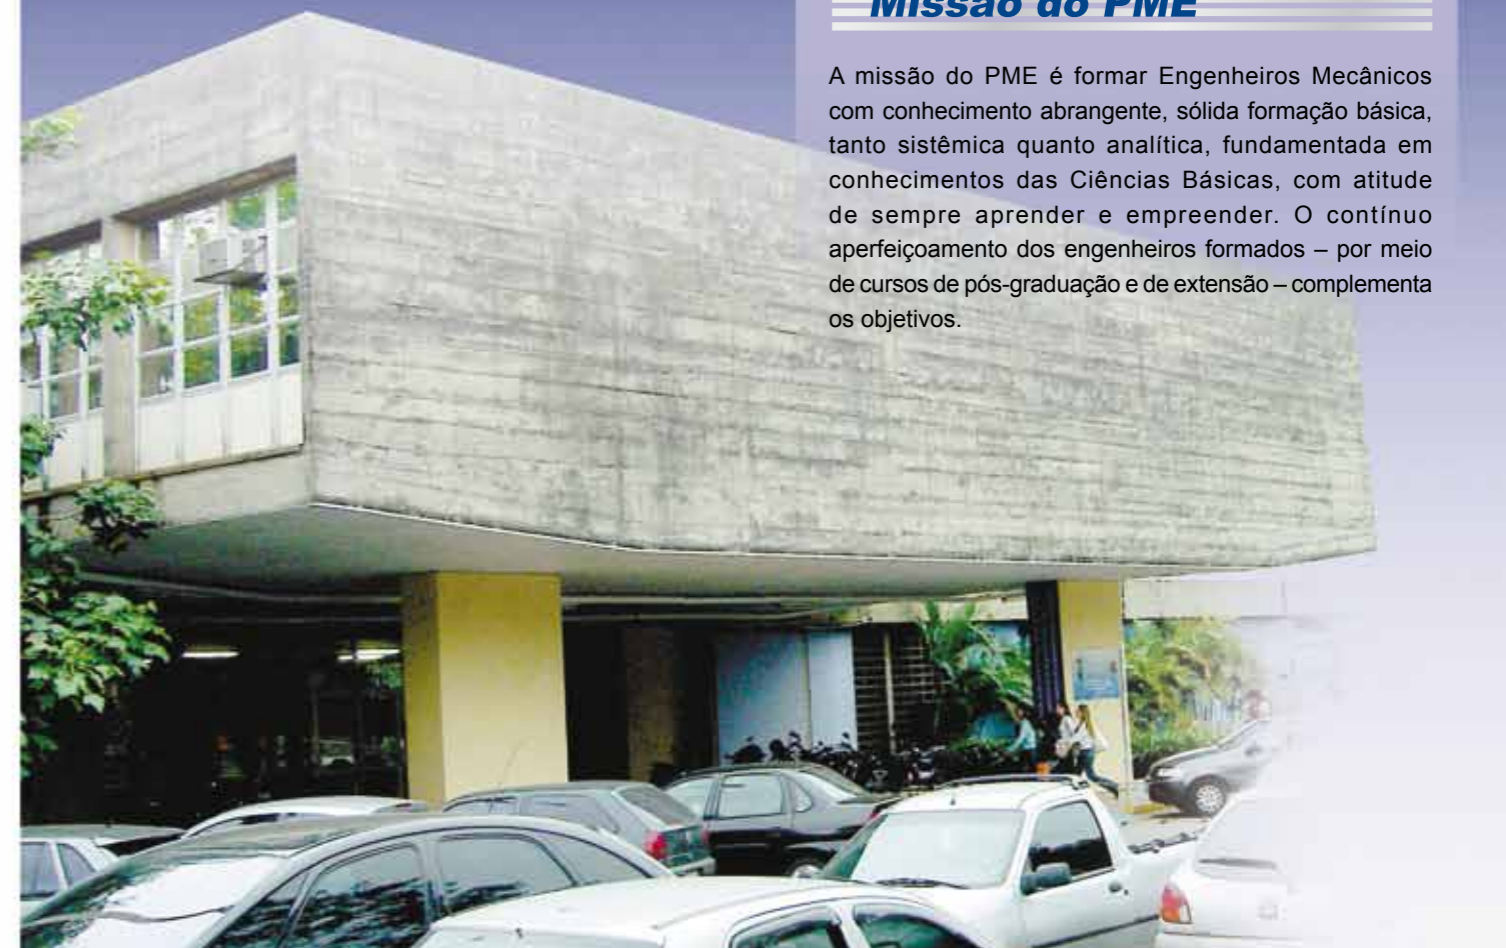 Missão do PME
A missão do PME é formar Engenheiros Mecânicos
com conhecimento abrangente, sólida formação básica,
tanto sistêmica quanto analítica, fundamentada em
conhecimentos das Ciências Básicas, com atitude
de sempre aprender e empreender. O contínuo
aperfeiçoamento dos engenheiros formados – por meio
de cursos de pós-graduação e de extensão – complementa
os objetivos.